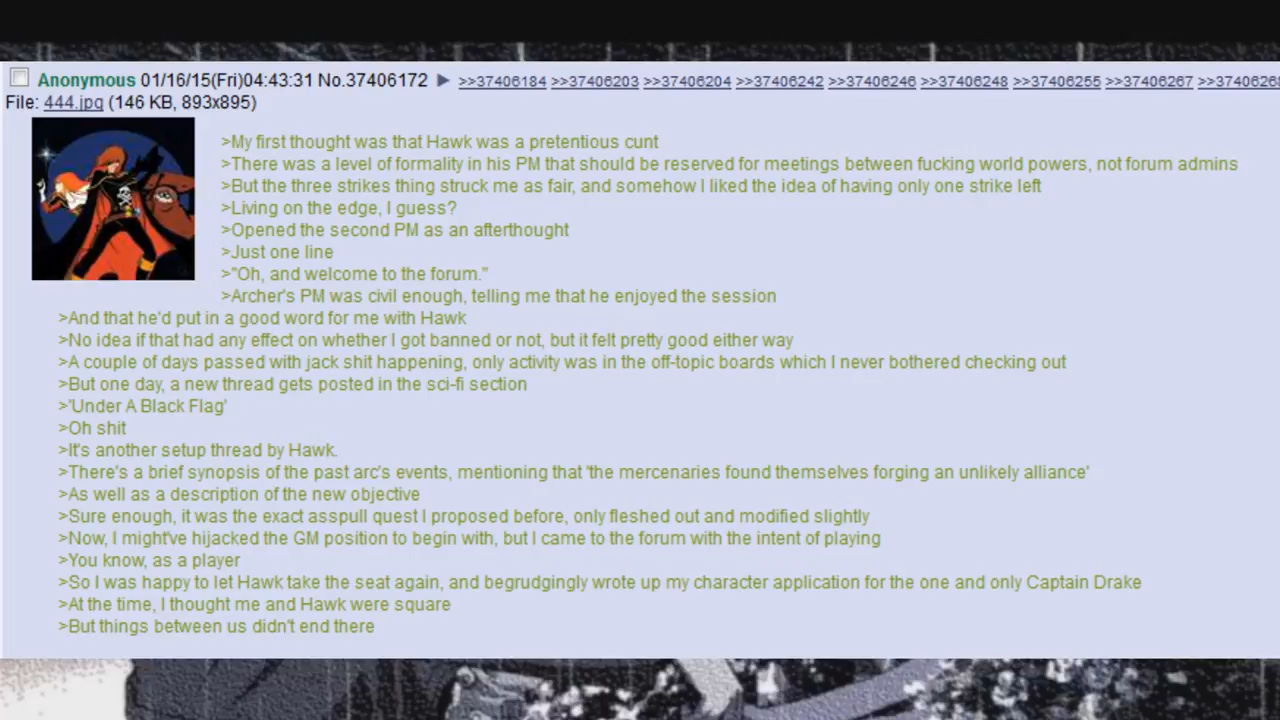 Anonymous 01/16/15(Fri)04:43:31 No.37406172 ▶ >>37406184 >>37406203 >>37406204 >>37406242 >>37406246 >>37406248 >>37406255 >>37406267 >>3740626
File: 444.jpg (146 KB, 893x895)
>My first thought was that Hawk was a pretentious cunt
>There was a level of formality in his PM that should be reserved for meetings between fucking world powers, not forum admins
>But the three strikes thing struck me as fair, and somehow I liked the idea of having only one strike left
>Living on the edge, I guess?
>Opened the second PM as an afterthought
>Just one line
>"Oh, and welcome to the forum."
>Archer's PM was civil enough, telling me that he enjoyed the session
>And that he'd put in a good word for me with Hawk
>No idea if that had any effect on whether I got banned or not, but it felt pretty good either way
>A couple of days passed with jack shit happening, only activity was in the off-topic boards which I never bothered checking out
>But one day, a new thread gets posted in the sci-fi section
>'Under A Black Flag'
>Oh shit
>It's another setup thread by Hawk.
>There's a brief synopsis of the past arc's events, mentioning that 'the mercenaries found themselves forging an unlikely alliance'
>As well as a description of the new objective
>Sure enough, it was the exact asspull quest I proposed before, only fleshed out and modified slightly
>Now, I might've hijacked the GM position to begin with, but I came to the forum with the intent of playing
>You know, as a player
>So I was happy to let Hawk take the seat again, and begrudgingly wrote up my character application for the one and only Captain Drake
>At the time, I thought me and Hawk were square
>But things between us didn't end there